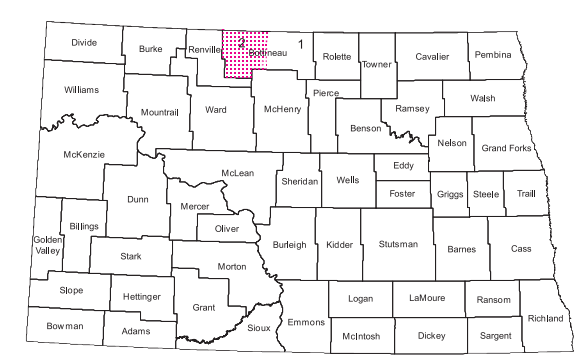 Divide
Burke
Renville
2
Bottineau
1
Rolette
Towner
Cavalier
Pembina
Williams
Mountrail
Ward
McHenry
Pierce
Benson
Ramsey
Walsh
Nelson
Grand Forks
McKenzie
McLean
Sheridan
Wells
Eddy
Foster
Griggs
Steele
Traill
Dunn
Mercer
Oliver
Golden
Valley
Billings
Stark
Morton
Burleigh
Kidder
Stutsman
Barnes
Cass
Slope
Hettinger
Grant
Sioux
Emmons
Logan
LaMoure
Ransom
Richland
Bowman
Adams
McIntosh
Dickey
Sargent